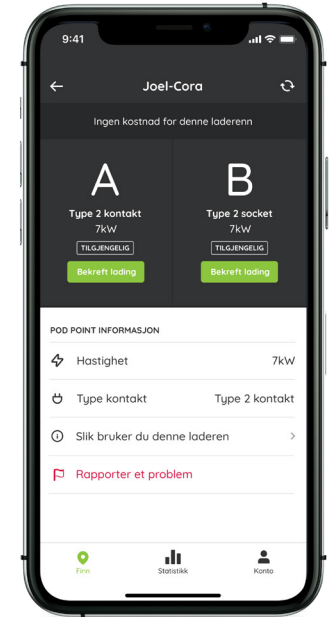 9:41
Joel-Cora
Ingen kostnad for denne laderenn
A
Type 2 kontakt
7kW
TILGJENGELIG
Bekreft lading
B
Type 2 socket
7kW
TILGJENGELIG
Bekreft lading
POD POINT INFORMASJON
Hastighet 7kW
Type kontakt Type 2 kontakt
Slik bruker du denne laderen
Rapporter et problem
Firm Statistikk Konto